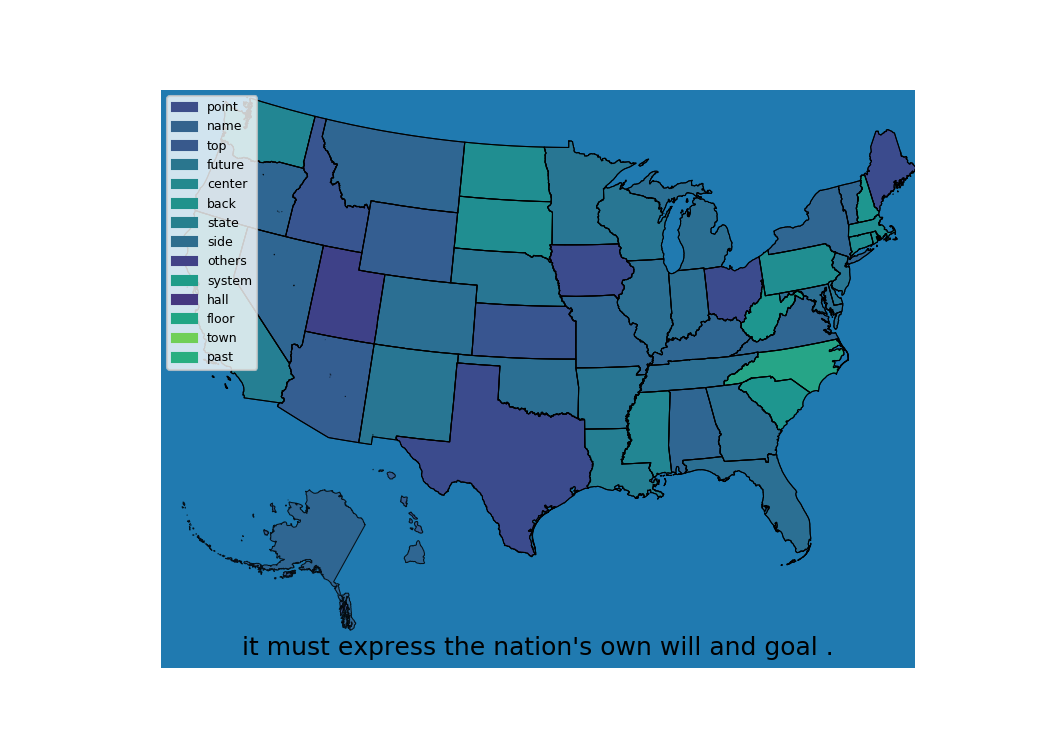 point
name
top
future
center
back
state
side
others
system
hall
floor
town
past
it must express the nation's own will and goal .